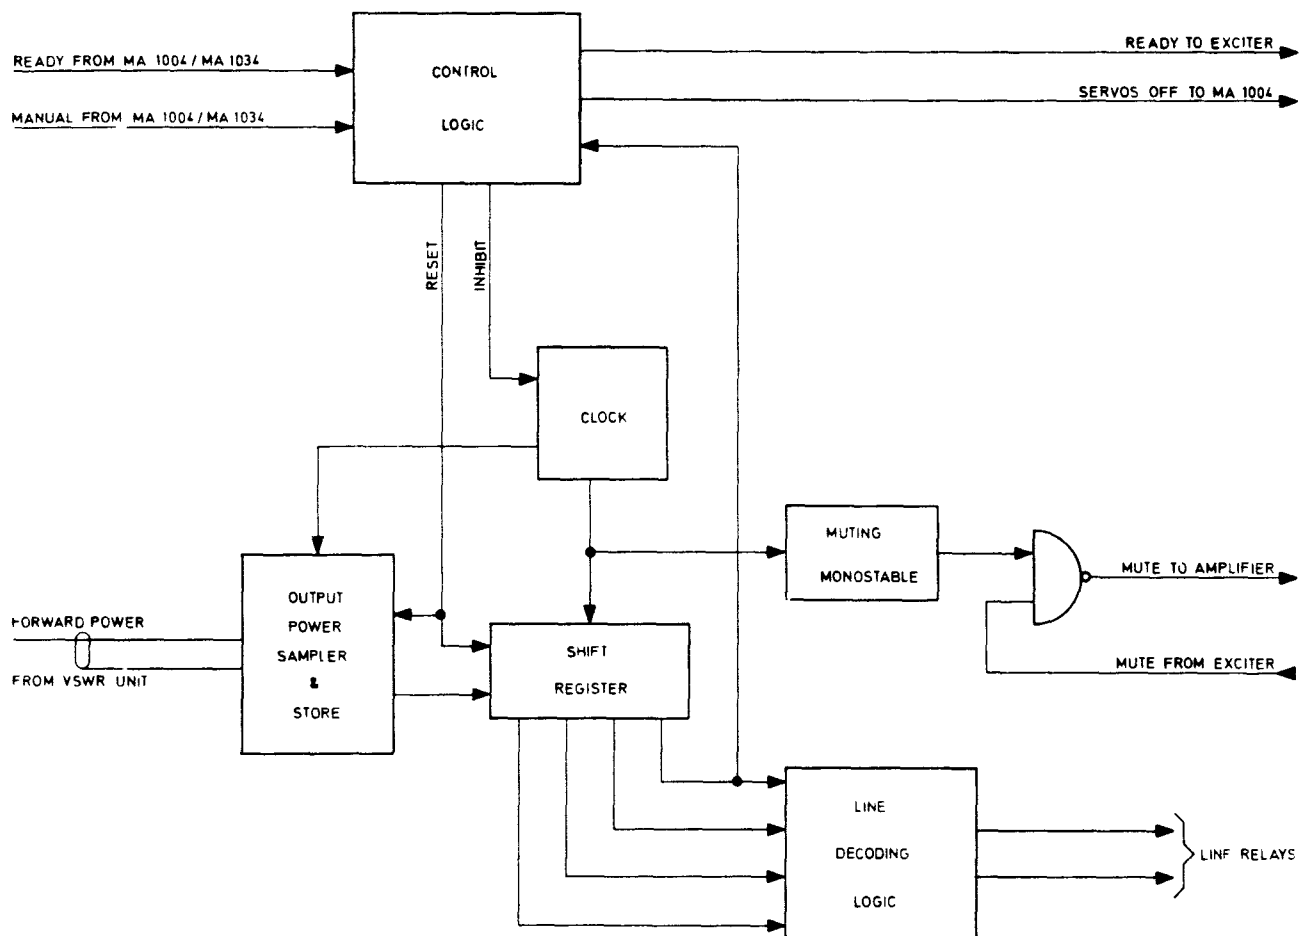 READY FROM MA 1004 / MA 1034
MANUAL FROM MA 1004 / MA 1034
CONTROL
LOGIC
READY TO EXCITER
SERVOS OFF TO MA 1004
RESET
INHIBIT
CLOCK
MUTING
MONOSTABLE
MUTE TO AMPLIFIER
MUTE FROM EXCITER
FORWARD POWER
FROM VSWR UNIT
OUTPUT
POWER
SAMPLER
&
STORE
SHIFT
REGISTER
LINE
DECODING
LOGIC
LINE RELAYS